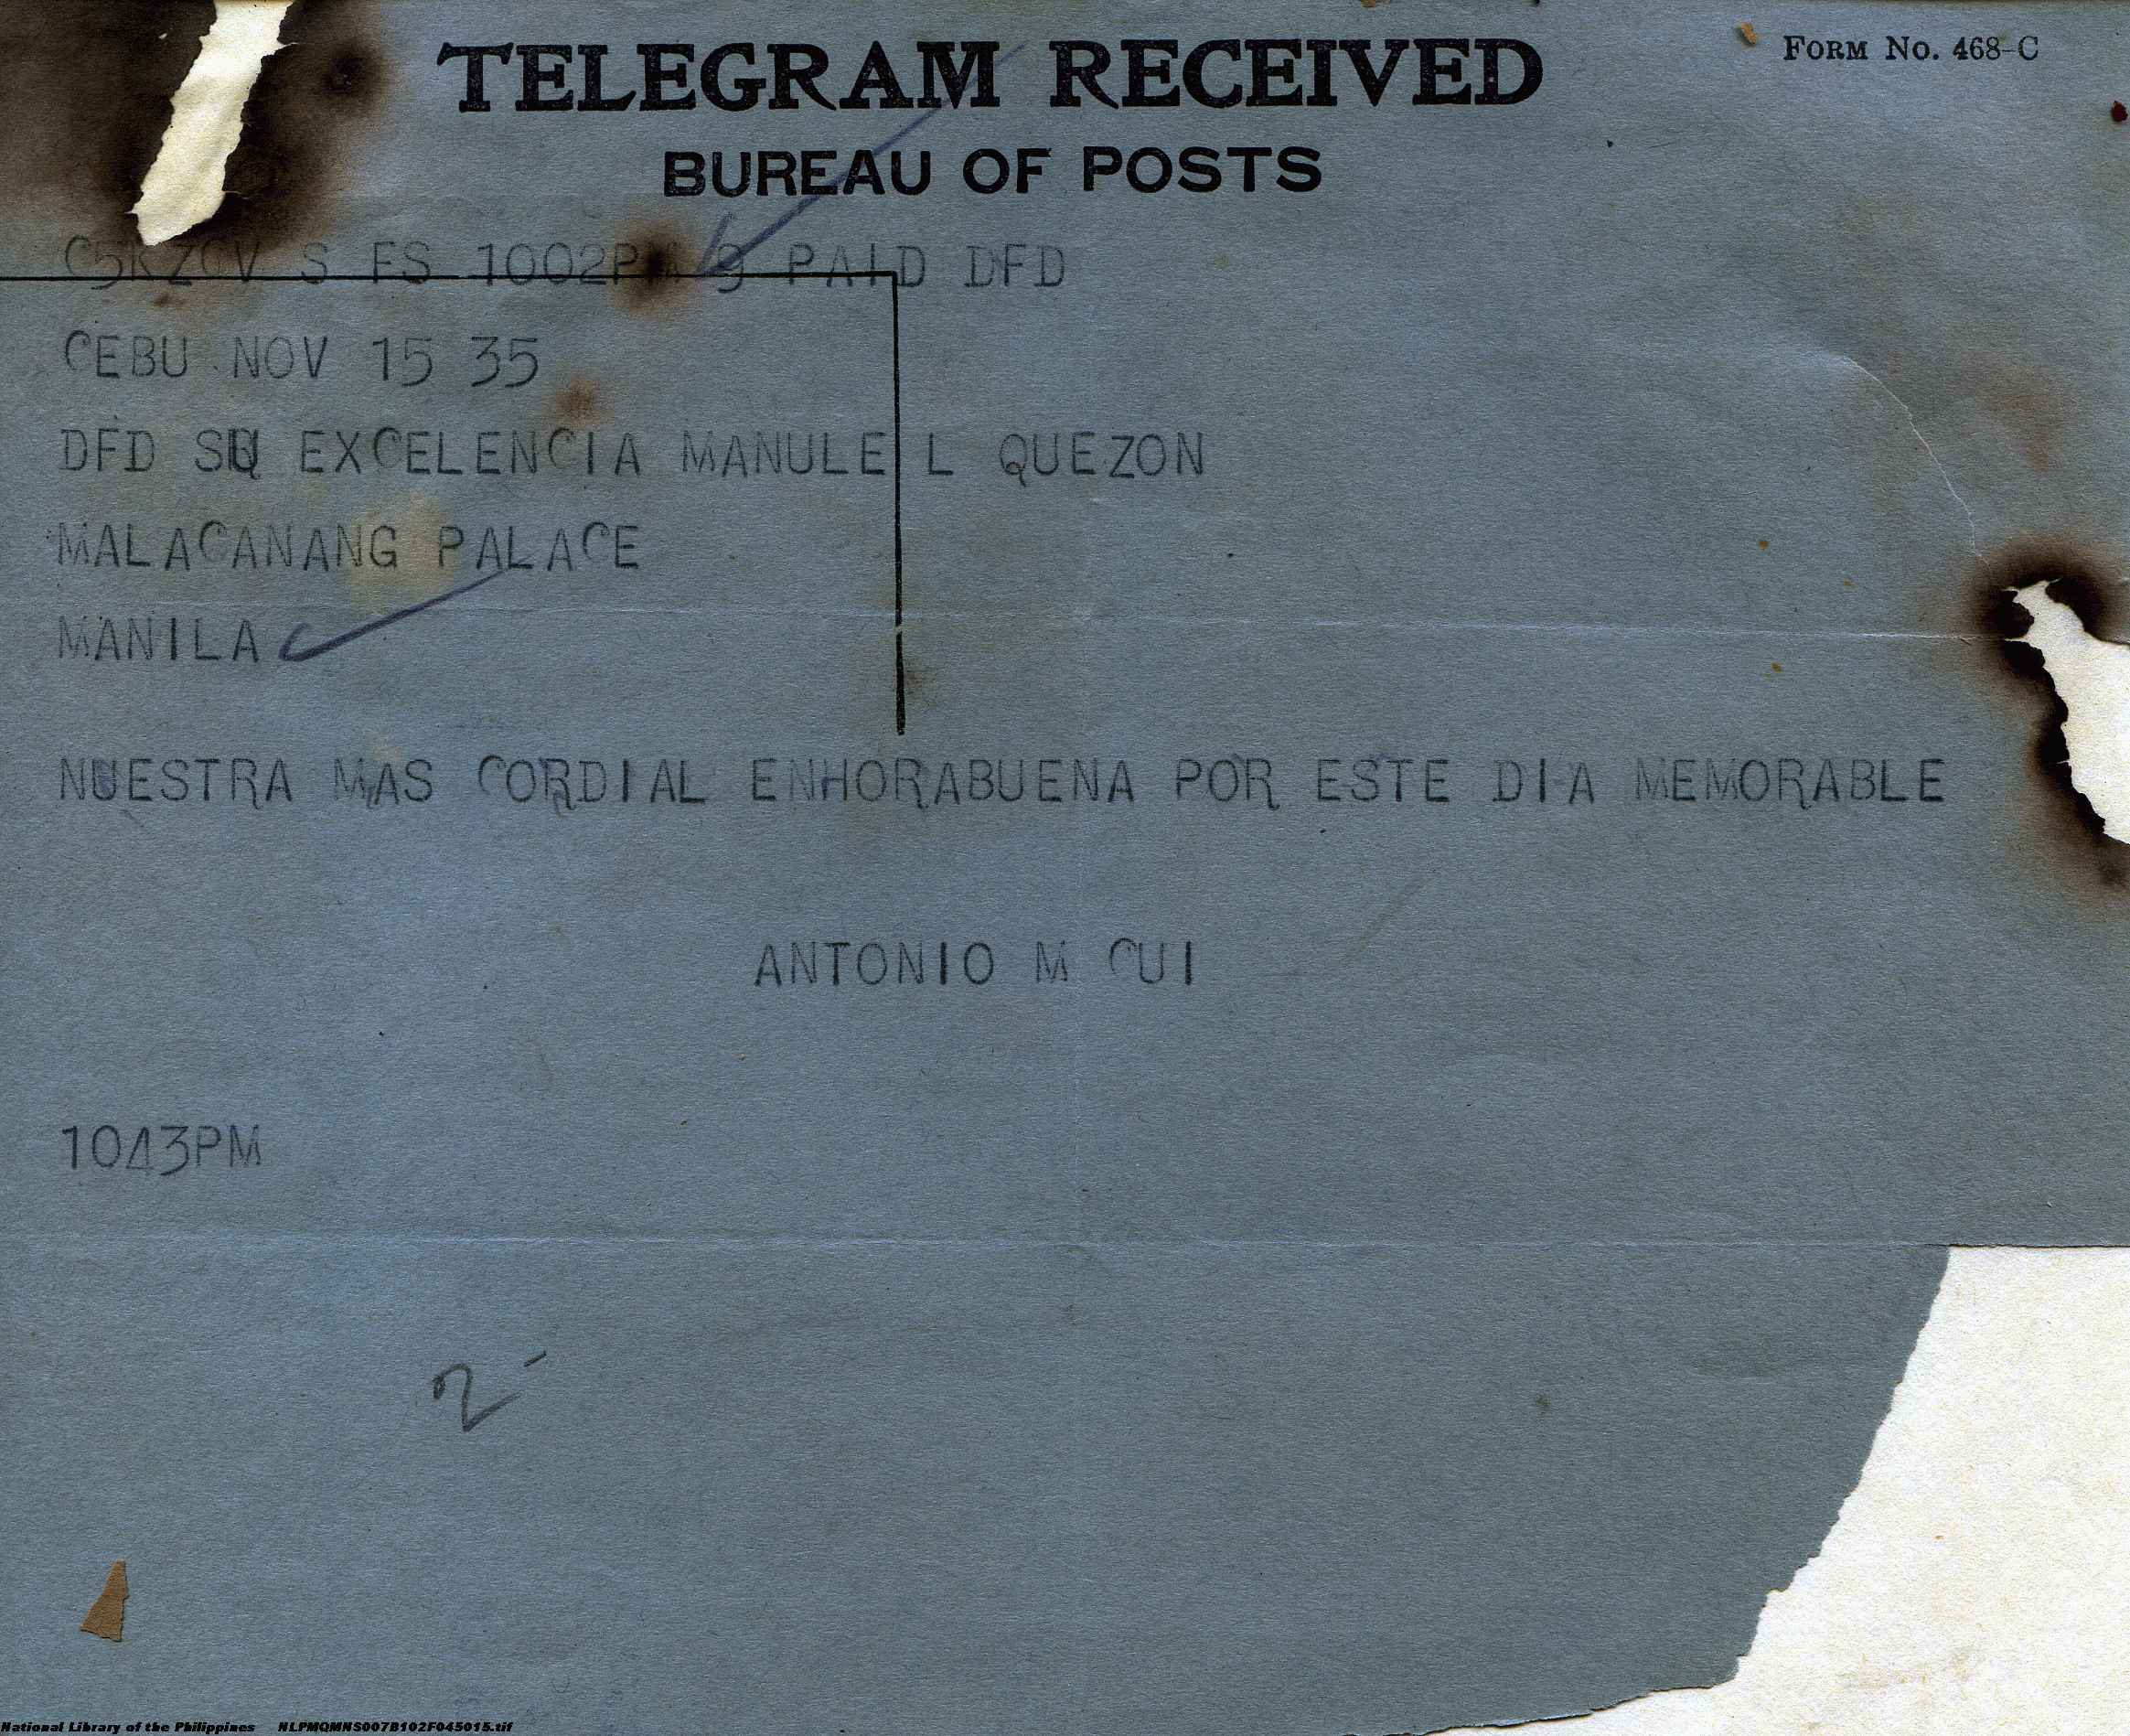 FORM NO. 468-C
TELEGRAM RECEIVED
BUREAU OF POSTS
C5KZCV S FS 1002PM 9 PAID DFD
CEBU NOV 15 35
DFD SU EXCELENCIA MANULE L QUEZON
MALACANANG PALACE
MANILA
NUESTRA MAS CORDIAL ENHORABUENA POR ESTE DIA MEMORABLE
ANTONIO M CUI
1043PM
2-
National Library of the Philippines NLPMQMNS007B102F045015.tif